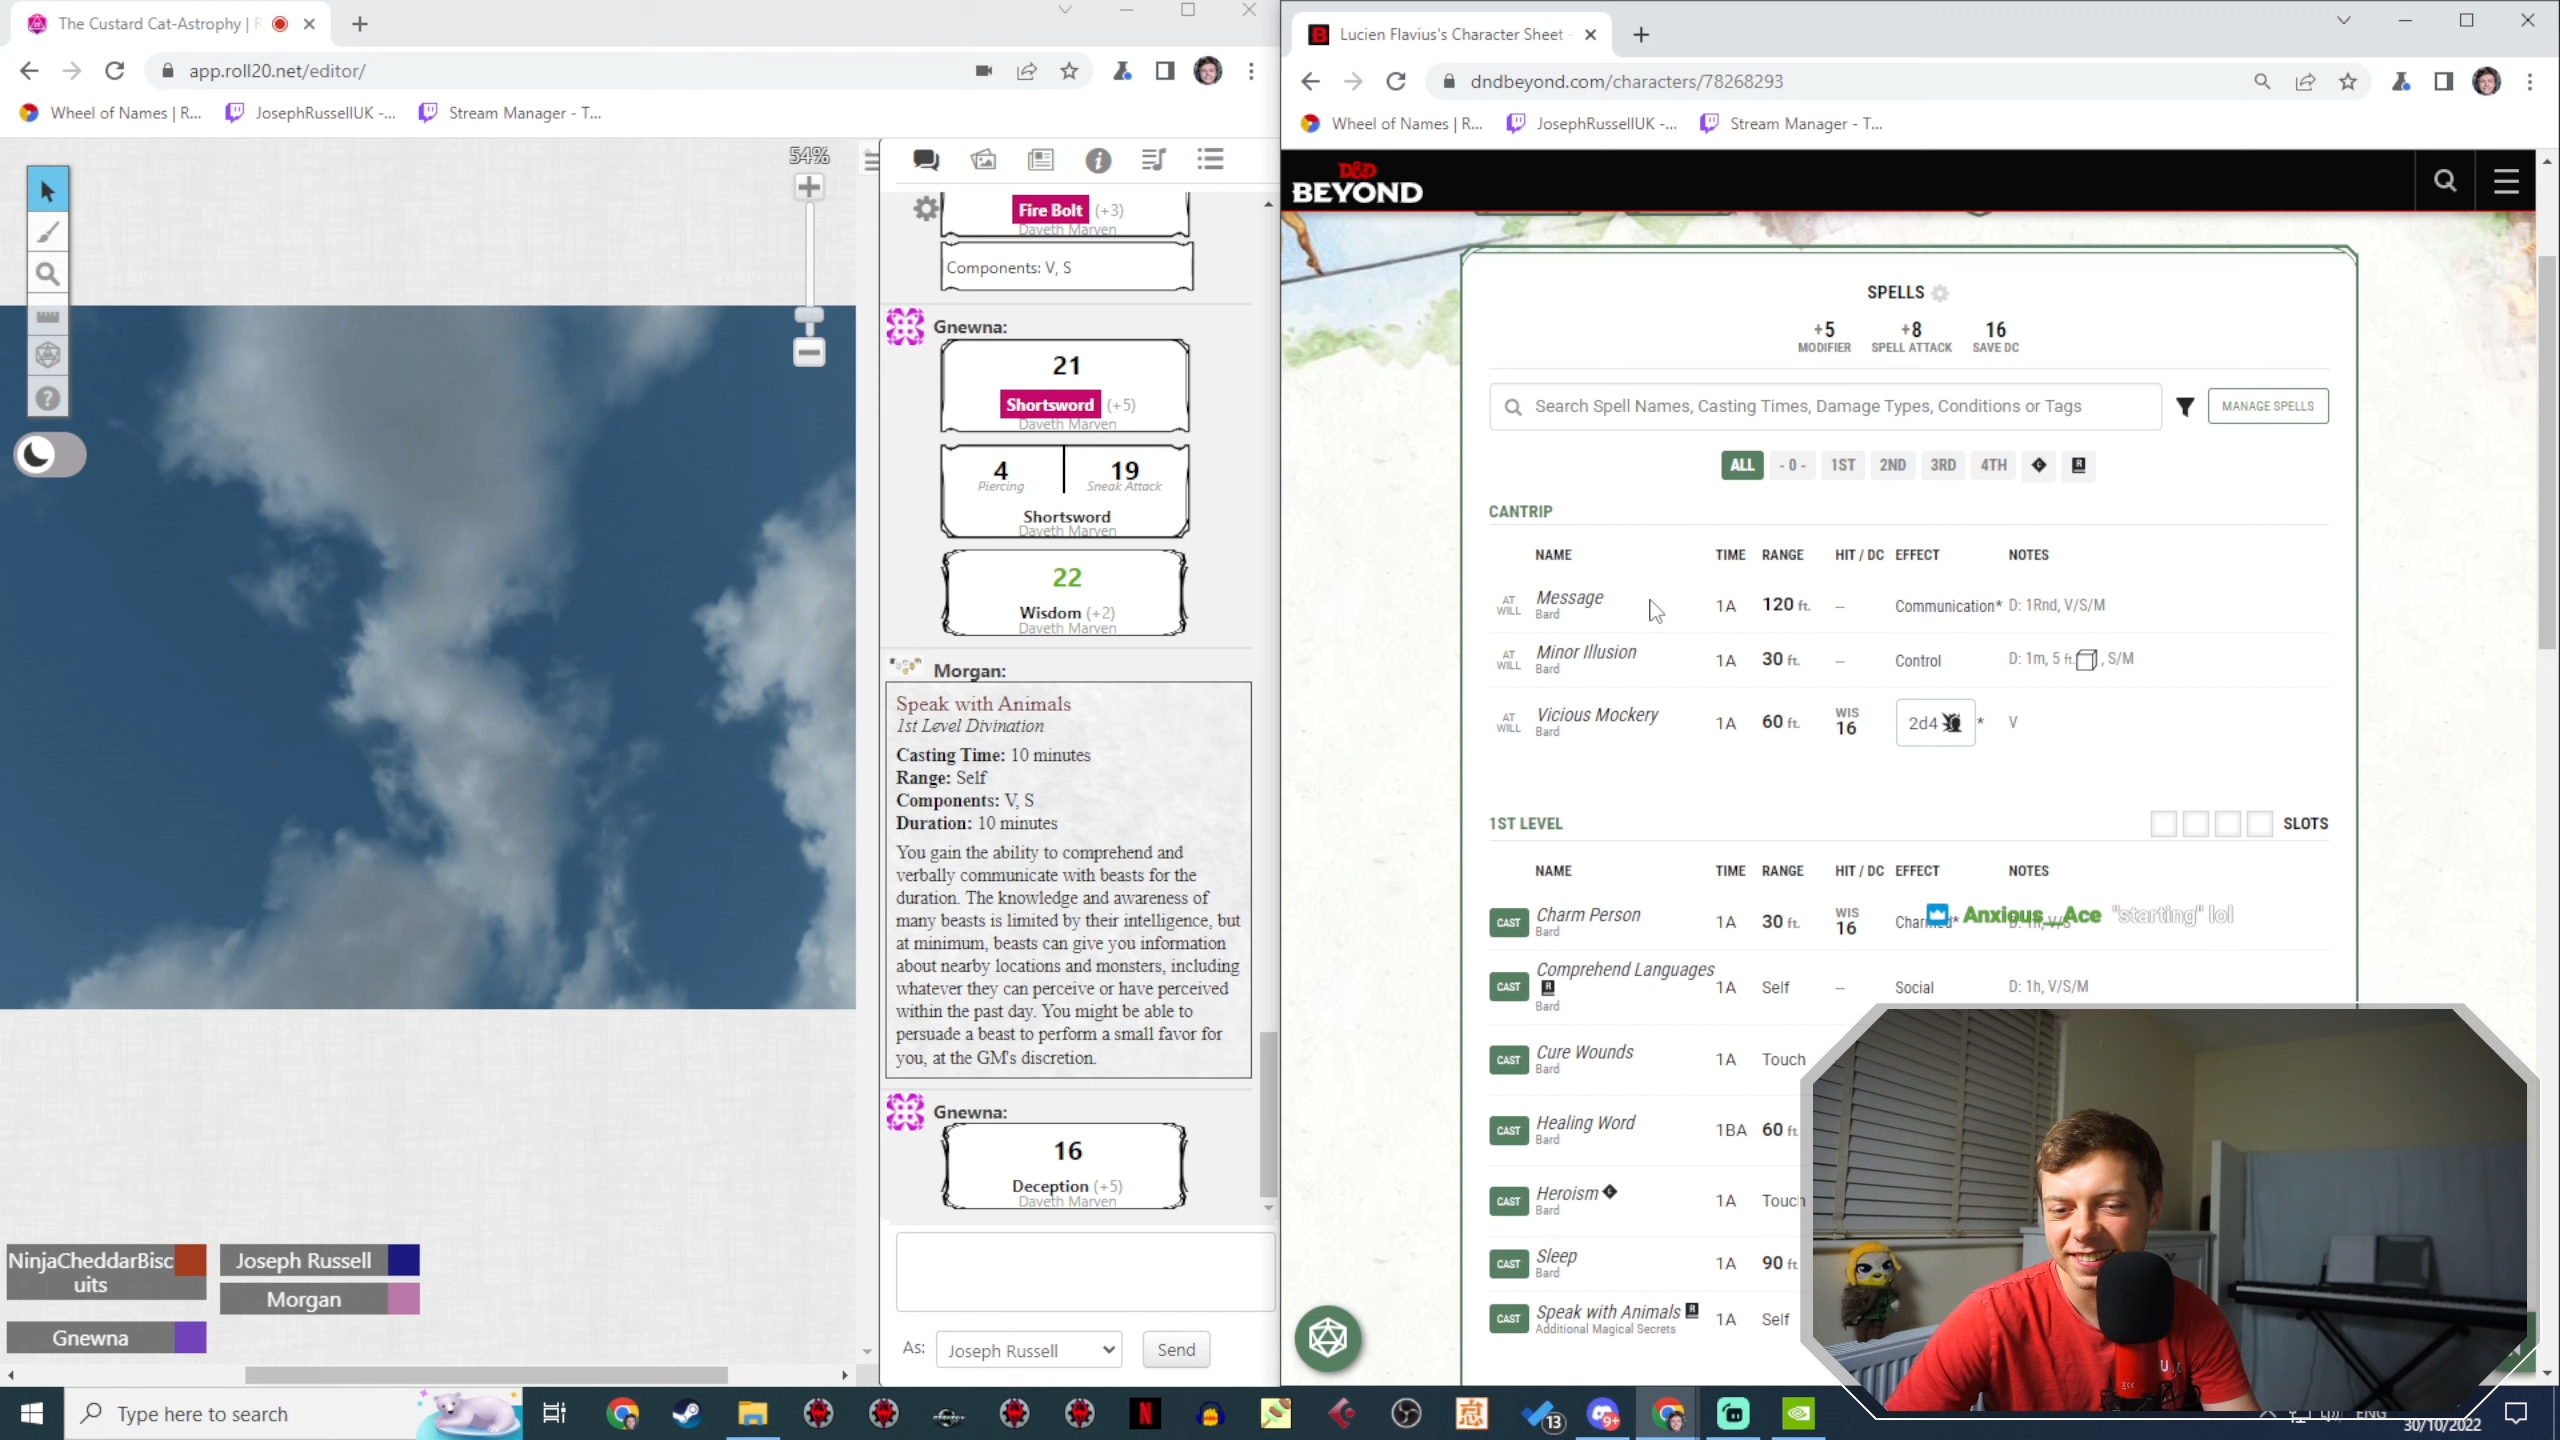 The Custard Cat-Astrophy | R
app.roll20.net/editor/
Wheel of Names | R...
JosephRussellUK -...
Stream Manager - T...
54%
Fire Bolt (+3)
Daveth Marven
Components: V, S
Gnewna:
21
Shortsword (+5)
Daveth Marven
4
Piercing
19
Sneak Attack
Shortsword
Daveth Marven
22
Wisdom (+2)
Daveth Marven
Morgan:
Speak with Animals
1st Level Divination
Casting Time: 10 minutes
Range: Self
Components: V, S
Duration: 10 minutes
You gain the ability to comprehend and
verbally communicate with beasts for the
duration. The knowledge and awareness of
many beasts is limited by their intelligence, but
at minimum, beasts can give you information
about nearby locations and monsters, including
whatever they can perceive or have perceived
within the past day. You might be able to
persuade a beast to perform a small favor for
you, at the GM's discretion.
Gnewna:
16
Deception (+5)
Daveth Marven
As: Joseph Russell Send
NinjaCheddarBisc
uits
Joseph Russell
Morgan
Gnewna
Lucien Flavius's Character Sheet -
dndbeyond.com/characters/78268293
Wheel of Names | R...
JosephRussellUK -...
Stream Manager - T...
D&D
BEYOND
SPELLS
+5 +8 16
MODIFIER SPELL ATTACK SAVE DC
Search Spell Names, Casting Times, Damage Types, Conditions or Tags
MANAGE SPELLS
ALL - 0 - 1ST 2ND 3RD 4TH C R
CANTRIP
NAME TIME RANGE HIT / DC EFFECT NOTES
AT WILL Message 1A 120 ft. -- Communication* D: 1Rnd, V/S/M
Bard
AT WILL Minor Illusion 1A 30 ft. -- Control D: 1m, 5 ft. , S/M
Bard
AT WILL Vicious Mockery 1A 60 ft. WIS 16 2d4 * V
Bard
1ST LEVEL SLOTS
NAME TIME RANGE HIT / DC EFFECT NOTES
CAST Charm Person 1A 30 ft. WIS 16
Bard
Anxious__Ace "starting" lol
CAST Comprehend Languages R 1A Self -- Social D: 1h, V/S/M
Bard
CAST Cure Wounds 1A Touch
Bard
CAST Healing Word 1BA 60 ft.
Bard
CAST Heroism C 1A Touch
Bard
CAST Sleep 1A 90 ft.
Bard
CAST Speak with Animals R 1A Self
Additional Magical Secrets
Type here to search
13
9+
ENG
30/10/2022